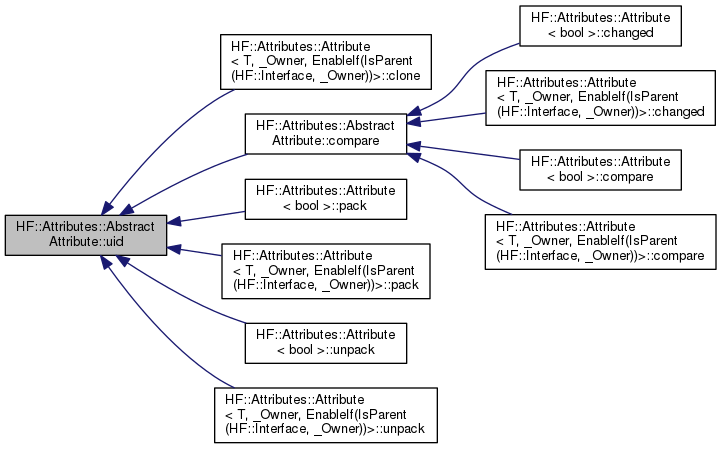 HF::Attributes::Abstract
Attribute::uid
HF::Attributes::Attribute
< T, _Owner, EnableIf(IsParent
(HF::Interface, _Owner))>::clone
HF::Attributes::Abstract
Attribute::compare
HF::Attributes::Attribute
< bool >::changed
HF::Attributes::Attribute
< T, _Owner, EnableIf(IsParent
(HF::Interface, _Owner))>::changed
HF::Attributes::Attribute
< bool >::compare
HF::Attributes::Attribute
< T, _Owner, EnableIf(IsParent
(HF::Interface, _Owner))>::compare
HF::Attributes::Attribute
< bool >::pack
HF::Attributes::Attribute
< T, _Owner, EnableIf(IsParent
(HF::Interface, _Owner))>::pack
HF::Attributes::Attribute
< bool >::unpack
HF::Attributes::Attribute
< T, _Owner, EnableIf(IsParent
(HF::Interface, _Owner))>::unpack